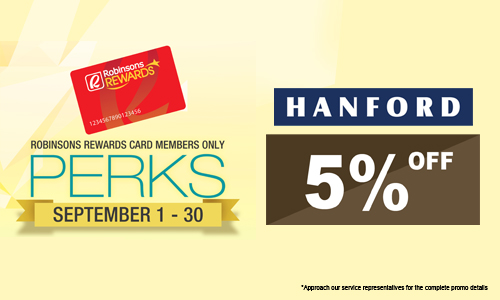 Robinsons
REWARDS
1234567890123456
ROBINSONS REWARDS CARD MEMBERS ONLY
PERKS
SEPTEMBER 1 - 30
HANFORD
5% OFF
*Approach our service representatives for the complete promo details